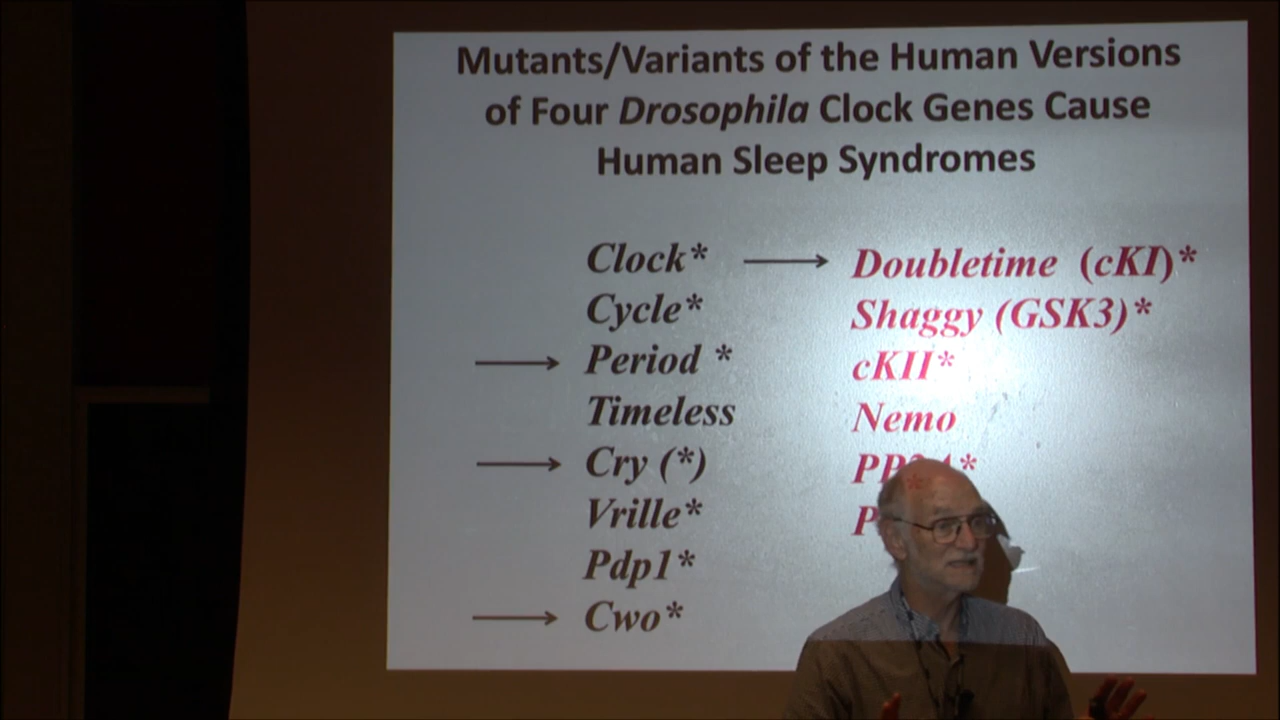 Mutants/Variants of the Human Versions
of Four Drosophila Clock Genes Cause
Human Sleep Syndromes
Clock*
Cycle*
Period *
Timeless
Cry (*)
Vrille*
Pdp1*
Cwo*
Doubletime (cKI)*
Shaggy (GSK3)*
cKII*
Nemo